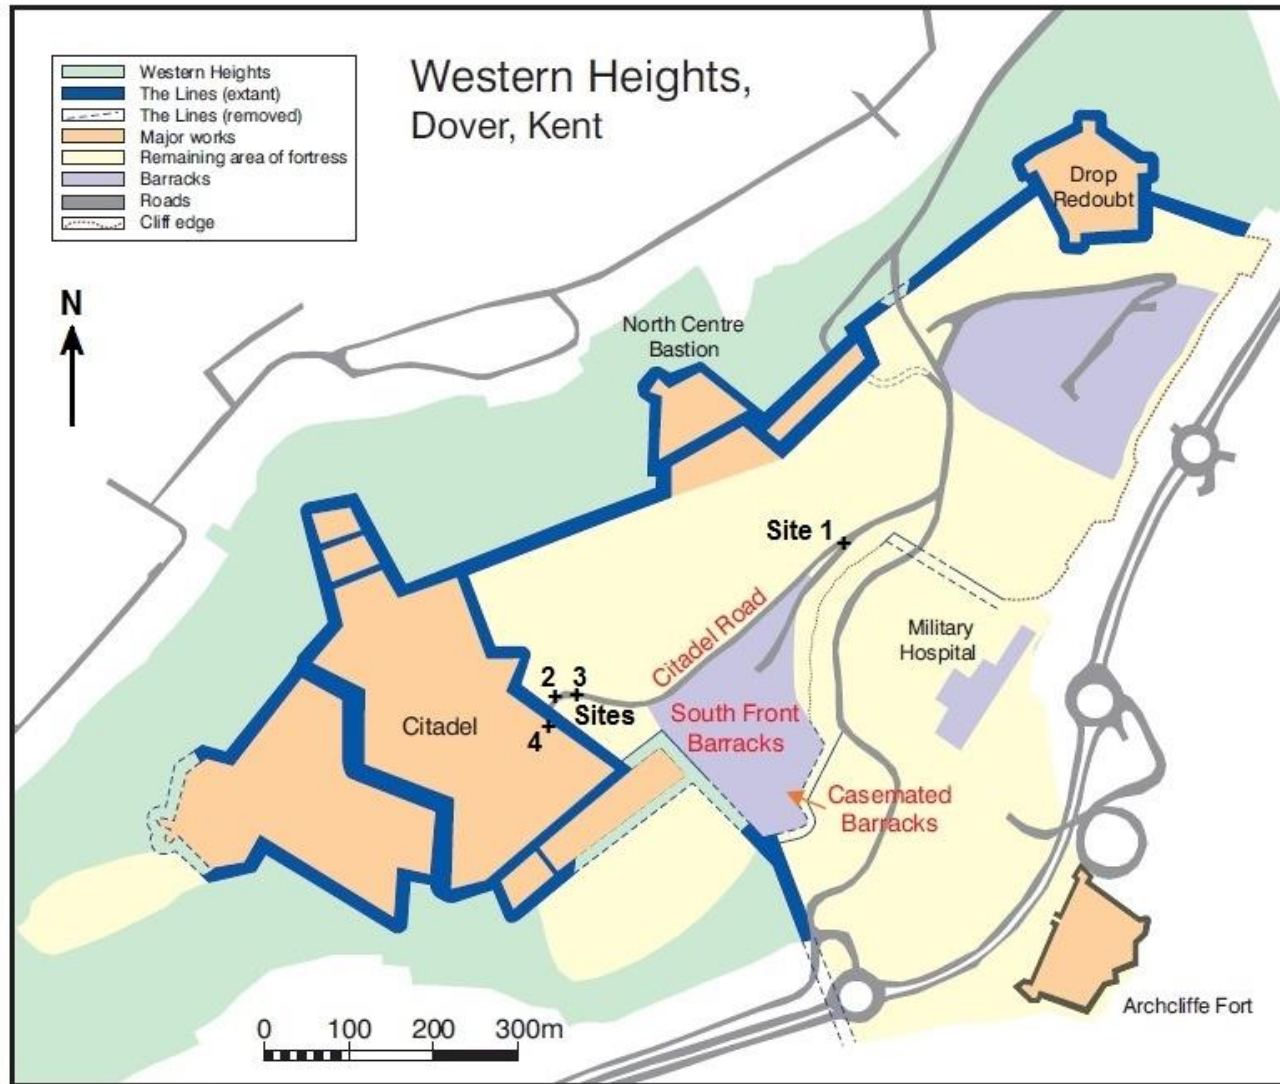 Western Heights,
Dover, Kent
Western Heights
The Lines (extant)
The Lines (removed)
Major works
Remaining area of fortress
Barracks
Roads
Cliff edge
N
Drop
Redoubt
North Centre
Bastion
Site 1
Citadel Road
Military
Hospital
2 3
Sites
4
Citadel
South Front
Barracks
Casemated
Barracks
Archcliffe Fort
0 100 200 300m